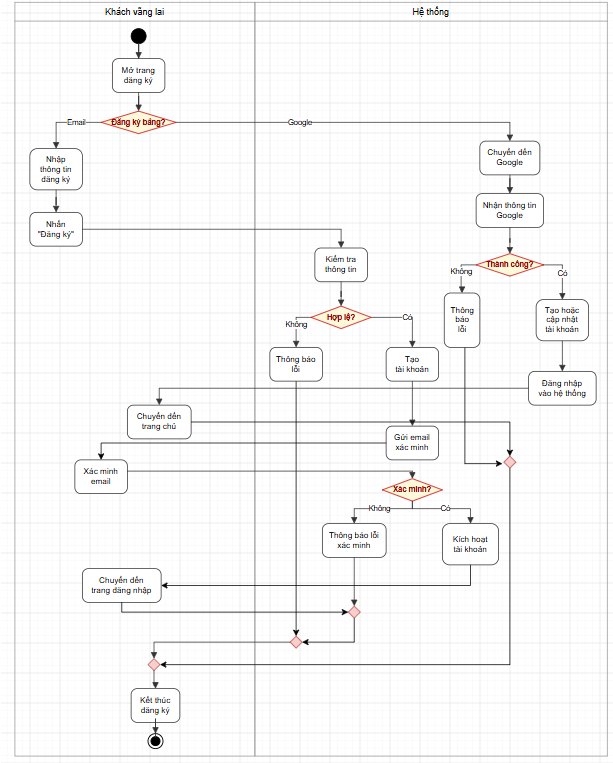 Khách vãng lai
Hệ thống
Mở trang
đăng ký
Đăng ký bằng?
Email
Google
Nhập
thông tin
đăng ký
Chuyển đến
Google
Nhận thông tin
Google
Nhấn
"Đăng ký"
Kiểm tra
thông tin
Thành công?
Không
Có
Thông
báo
lỗi
Tạo hoặc
cập nhật
tài khoản
Hợp lệ?
Không
Có
Thông báo
lỗi
Tạo
tài khoản
Đăng nhập
vào hệ thống
Chuyển đến
trang chủ
Gửi email
xác minh
Xác minh
email
Xác minh?
Không
Có
Thông báo lỗi
xác minh
Kích hoạt
tài khoản
Chuyển đến
trang đăng nhập
Kết thúc
đăng ký